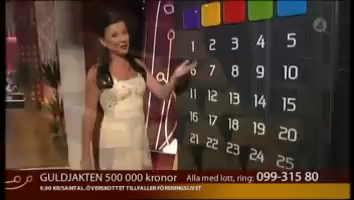 4
1 2 3 4 5
6 7 8 9 10
11 12 13 14 15
16 17 18 19 20
21 22 23 24 25
GULDJAKTEN 500 000 kronor Alla med lott, ring: 099-315 80
9,90 KR/SAMTAL. ÖVERSKOTTET TILLFALLER FÖRENINGSLIVET